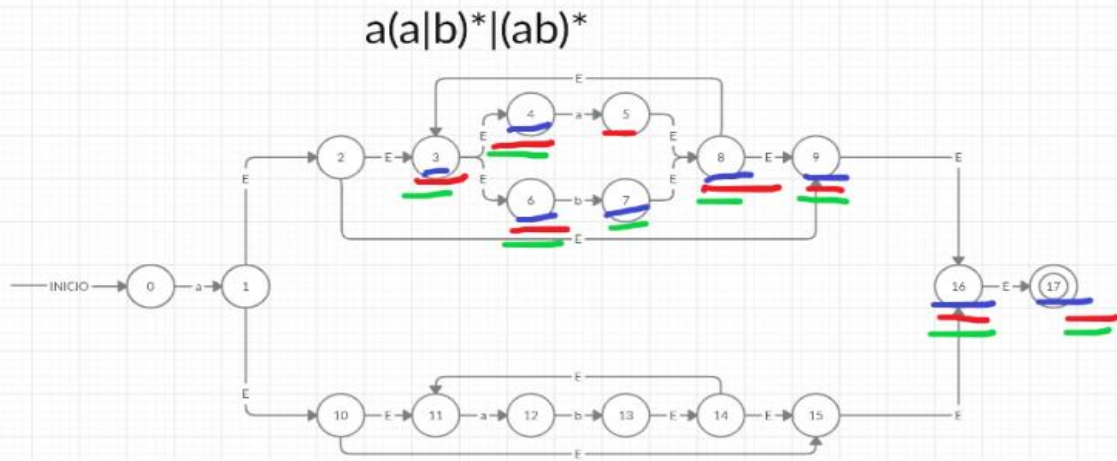 a(a|b)*|(ab)*
E
4 a 5
E E
2 E 3 8 E 9 E
E E E
6 b 7
E
INICIO 0 a 1 16 E 17
E
E
10 E 11 a 12 b 13 E 14 E 15 E
E